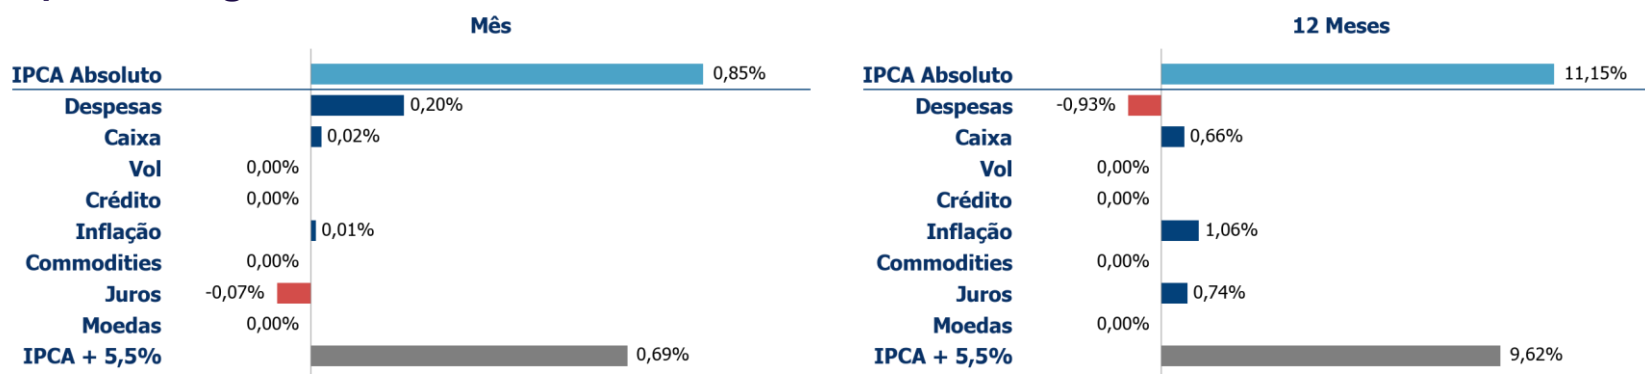 Mês
IPCA Absoluto 0,85%
Despesas 0,20%
Caixa 0,02%
Vol 0,00%
Crédito 0,00%
Inflação 0,01%
Commodities 0,00%
Juros -0,07%
Moedas 0,00%
IPCA + 5,5% 0,69%
12 Meses
IPCA Absoluto 11,15%
Despesas -0,93%
Caixa 0,66%
Vol 0,00%
Crédito 0,00%
Inflação 1,06%
Commodities 0,00%
Juros 0,74%
Moedas 0,00%
IPCA + 5,5% 9,62%